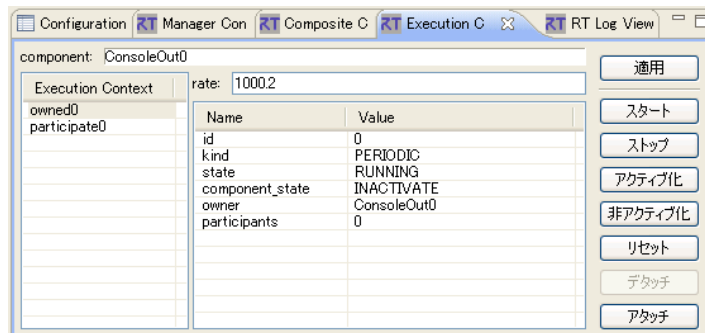 Configuration RT Manager Con RT Composite C RT Execution C RT RT Log View
component: ConsoleOut0
適用
Execution Context
rate: 1000.2
owned0
participate0
Name Value
id 0
kind PERIODIC
state RUNNING
component_state INACTIVATE
owner ConsoleOut0
participants 0
スタート
ストップ
アクティブ化
非アクティブ化
リセット
デタッチ
アタッチ